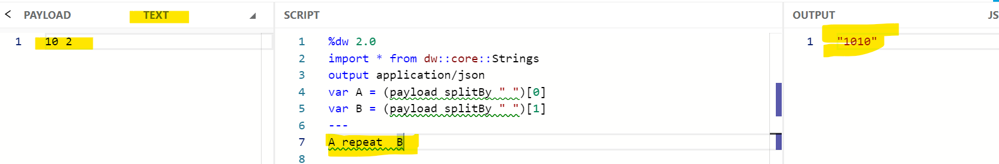 < PAYLOAD TEXT
1 10 2
SCRIPT
1 %dw 2.0
2 import * from dw::core::Strings
3 output application/json
4 var A = (payload splitBy " ")[0]
5 var B = (payload splitBy " ")[1]
6 ---
7 A repeat  B
8
OUTPUT JS
1 "1010"